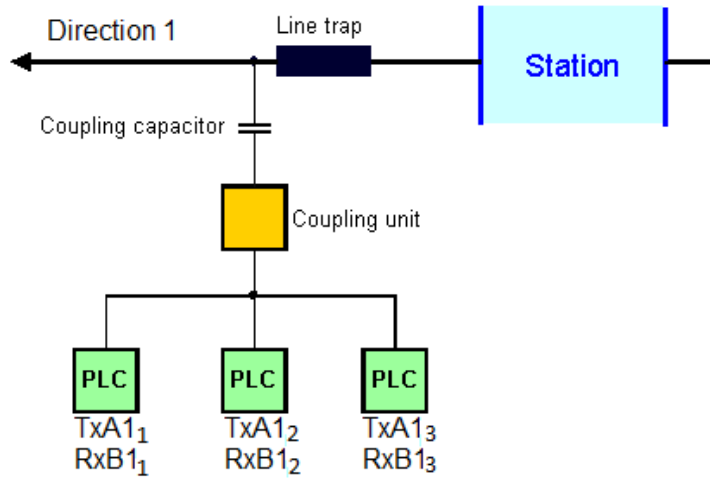 Direction 1
Line trap
Station
Coupling capacitor
Coupling unit
PLC PLC PLC
TxA1₁ TxA1₂ TxA1₃
RxB1₁ RxB1₂ RxB1₃